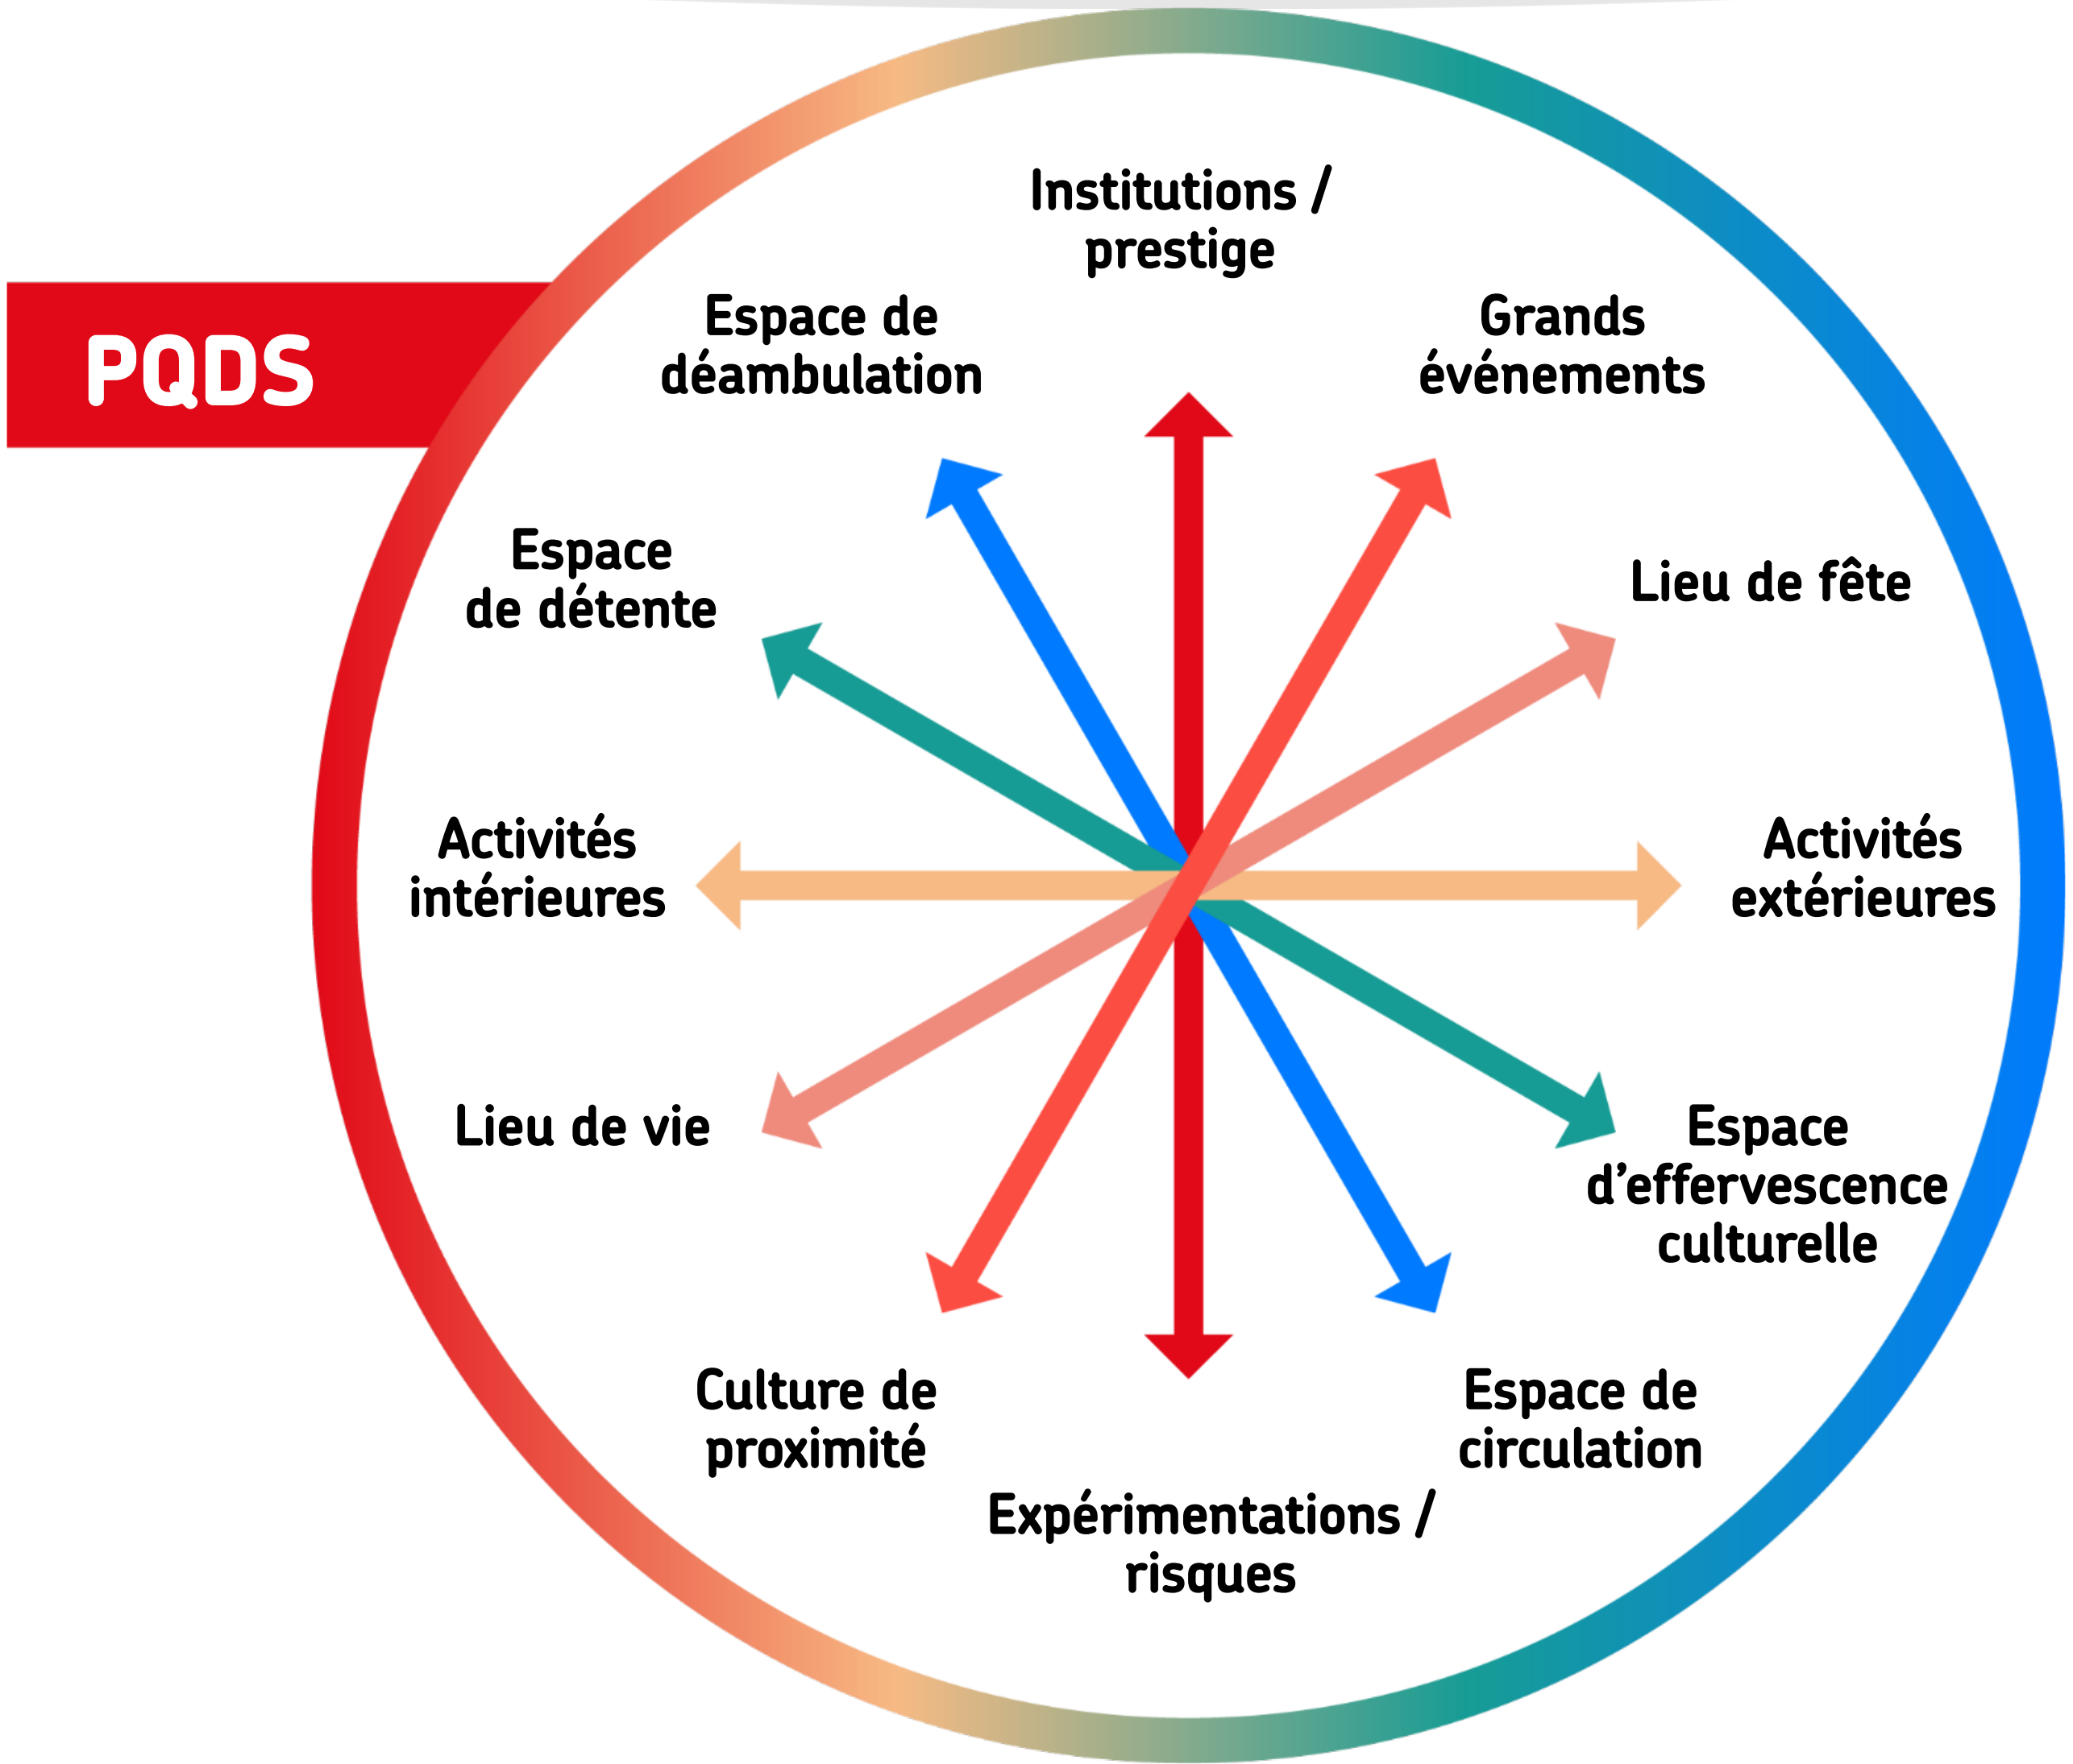 PQDS
Institutions /
prestige
Espace de
déambulation
Grands
événements
Espace
de détente
Lieu de fête
Activités
intérieures
Activités
extérieures
Lieu de vie
Espace
d'effervescence
culturelle
Culture de
proximité
Espace de
circulation
Expérimentations /
risques